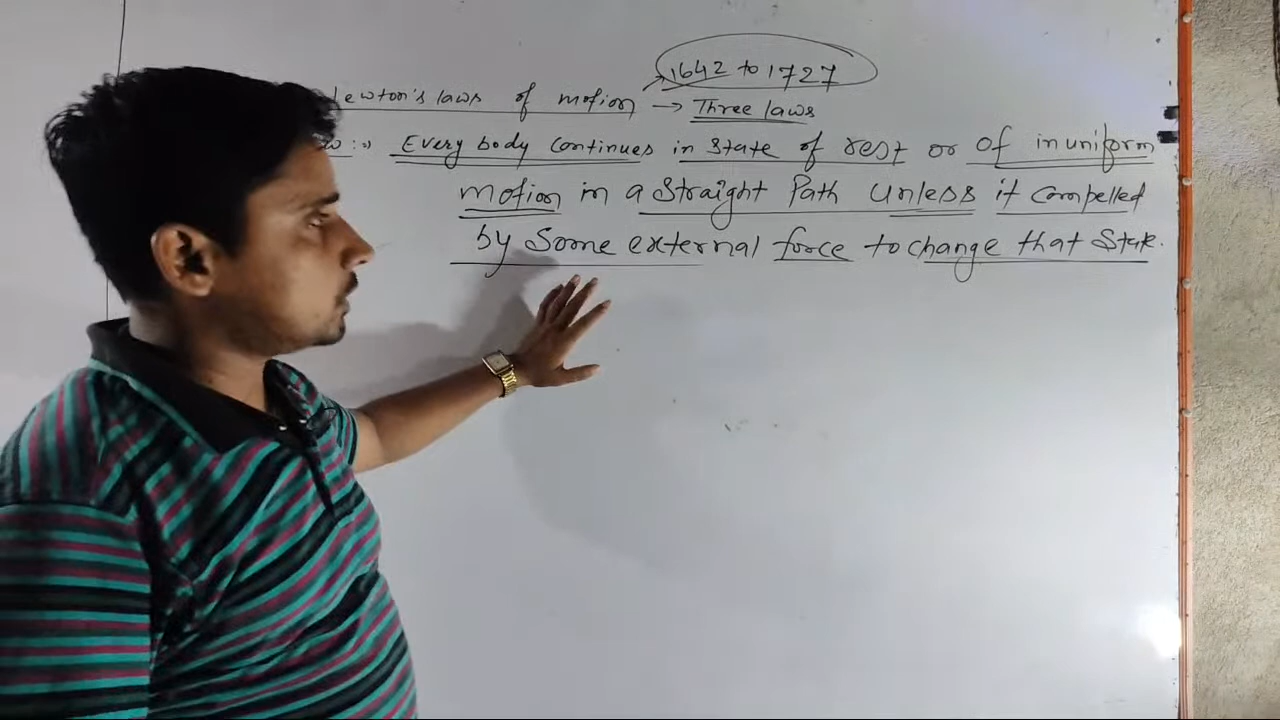 1642 to 1727
ewton's laws of motion → Three laws
Every body continues in state of rest or of in uniform
motion in a straight Path unless it compelled
by Some external force to change that State.